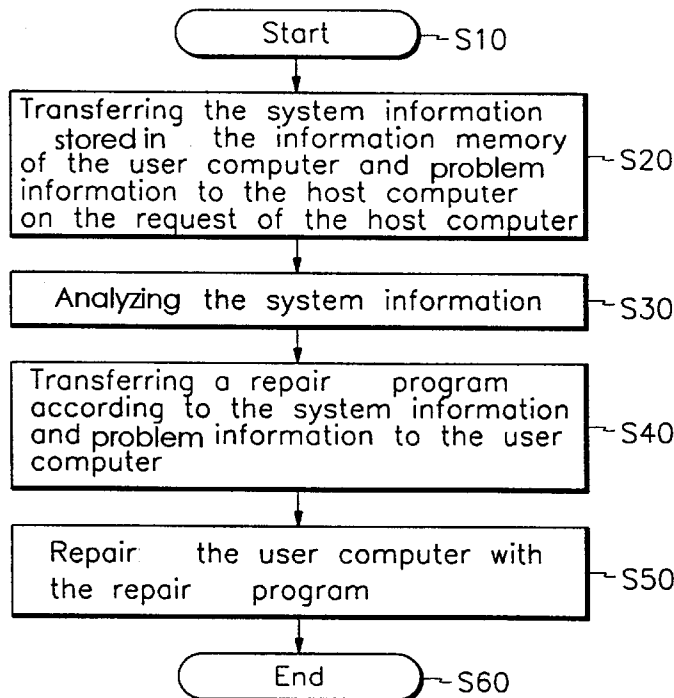 Start
S10
Transferring the system information
stored in the information memory
of the user computer and problem
information to the host computer
on the request of the host computer
S20
Analyzing the system information
S30
Transferring a repair program
according to the system information
and problem information to the user
computer
S40
Repair the user computer with
the repair program
S50
End
S60